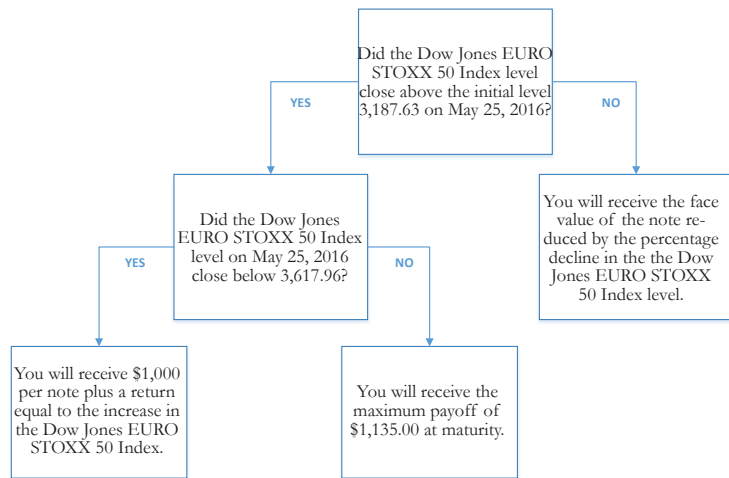 Did the Dow Jones EURO
STOXX 50 Index level
close above the initial level
3,187.63 on May 25, 2016?
YES
NO
Did the Dow Jones
EURO STOXX 50 Index
level on May 25, 2016
close below 3,617.96?
You will receive the face
value of the note re-
duced by the percentage
decline in the the Dow
Jones EURO STOXX
50 Index level.
YES
NO
You will receive $1,000
per note plus a return
equal to the increase in
the Dow Jones EURO
STOXX 50 Index.
You will receive the
maximum payoff of
$1,135.00 at maturity.